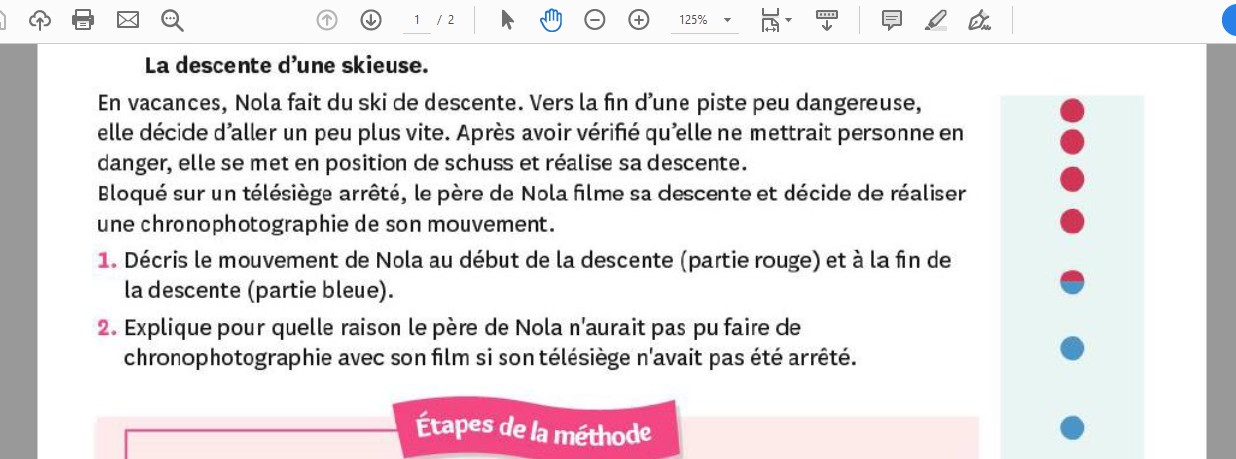 1 / 2 125%
La descente d'une skieuse.
En vacances, Nola fait du ski de descente. Vers la fin d'une piste peu dangereuse,
elle décide d'aller un peu plus vite. Après avoir vérifié qu'elle ne mettrait personne en
danger, elle se met en position de schuss et réalise sa descente.
Bloqué sur un télésiège arrêté, le père de Nola filme sa descente et décide de réaliser
une chronophotographie de son mouvement.
1. Décris le mouvement de Nola au début de la descente (partie rouge) et à la fin de
la descente (partie bleue).
2. Explique pour quelle raison le père de Nola n'aurait pas pu faire de
chronophotographie avec son film si son télésiège n'avait pas été arrêté.
Étapes de la méthode